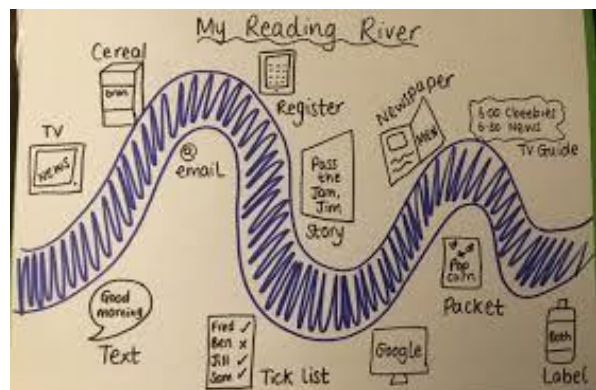 My Reading River
Cereal
bran
Register
Newspaper
MEN
6:00 Cbeebies
6-30 News
TV Guide
TV
NEWS
@
email
Pass
the
Jam,
Jim
Story
Good
morning
Text
Fred ✓
Ben x
Jill ✓
Sam ✓
Tick list
Google
Pop
corn
Packet
Bath
Label